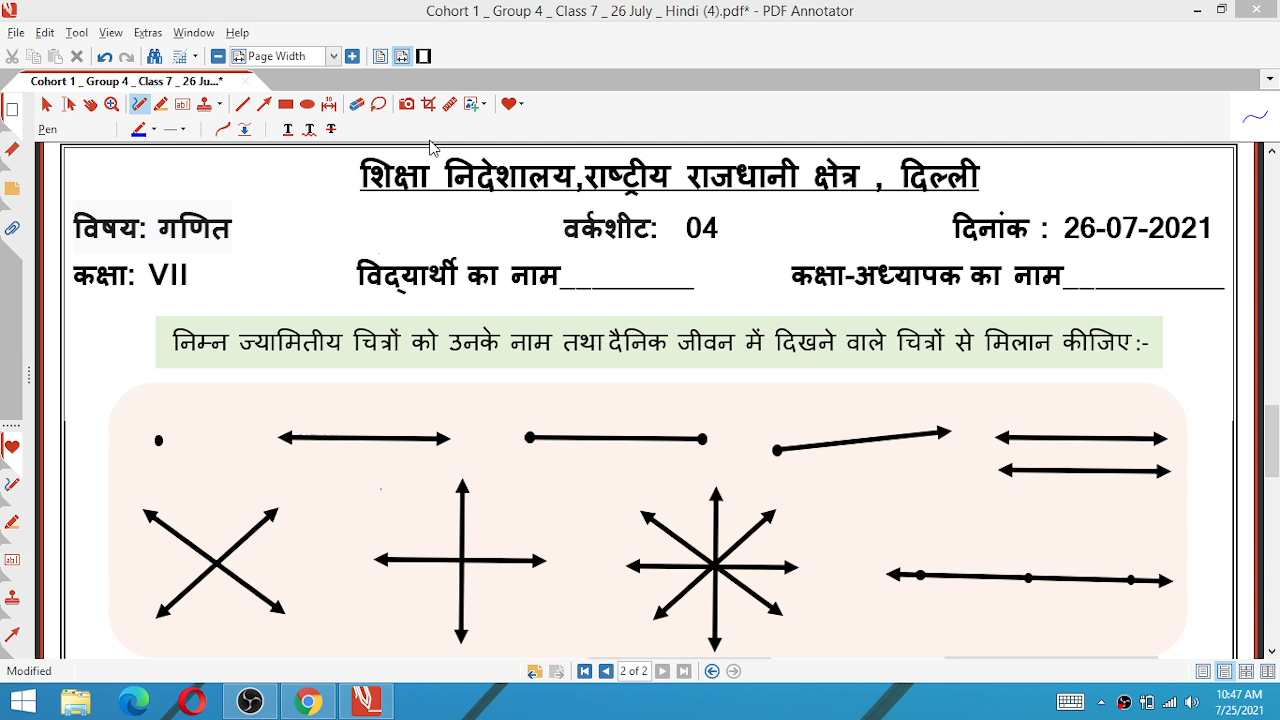 Cohort 1 _ Group 4 _ Class 7 _ 26 July _ Hindi (4).pdf* - PDF Annotator
File Edit Tool View Extras Window Help
Page Width
Cohort 1 _ Group 4 _ Class 7 _ 26 Ju...*
Pen
शिक्षा निदेशालय,राष्ट्रीय राजधानी क्षेत्र , दिल्ली
विषय: गणित वर्कशीट: 04 दिनांक : 26-07-2021
कक्षा: VII विद्यार्थी का नाम_________ कक्षा-अध्यापक का नाम___________
निम्न ज्यामितीय चित्रों को उनके नाम तथा दैनिक जीवन में दिखने वाले चित्रों से मिलान कीजिए :-
Modified 2 of 2
10:47 AM
7/25/2021